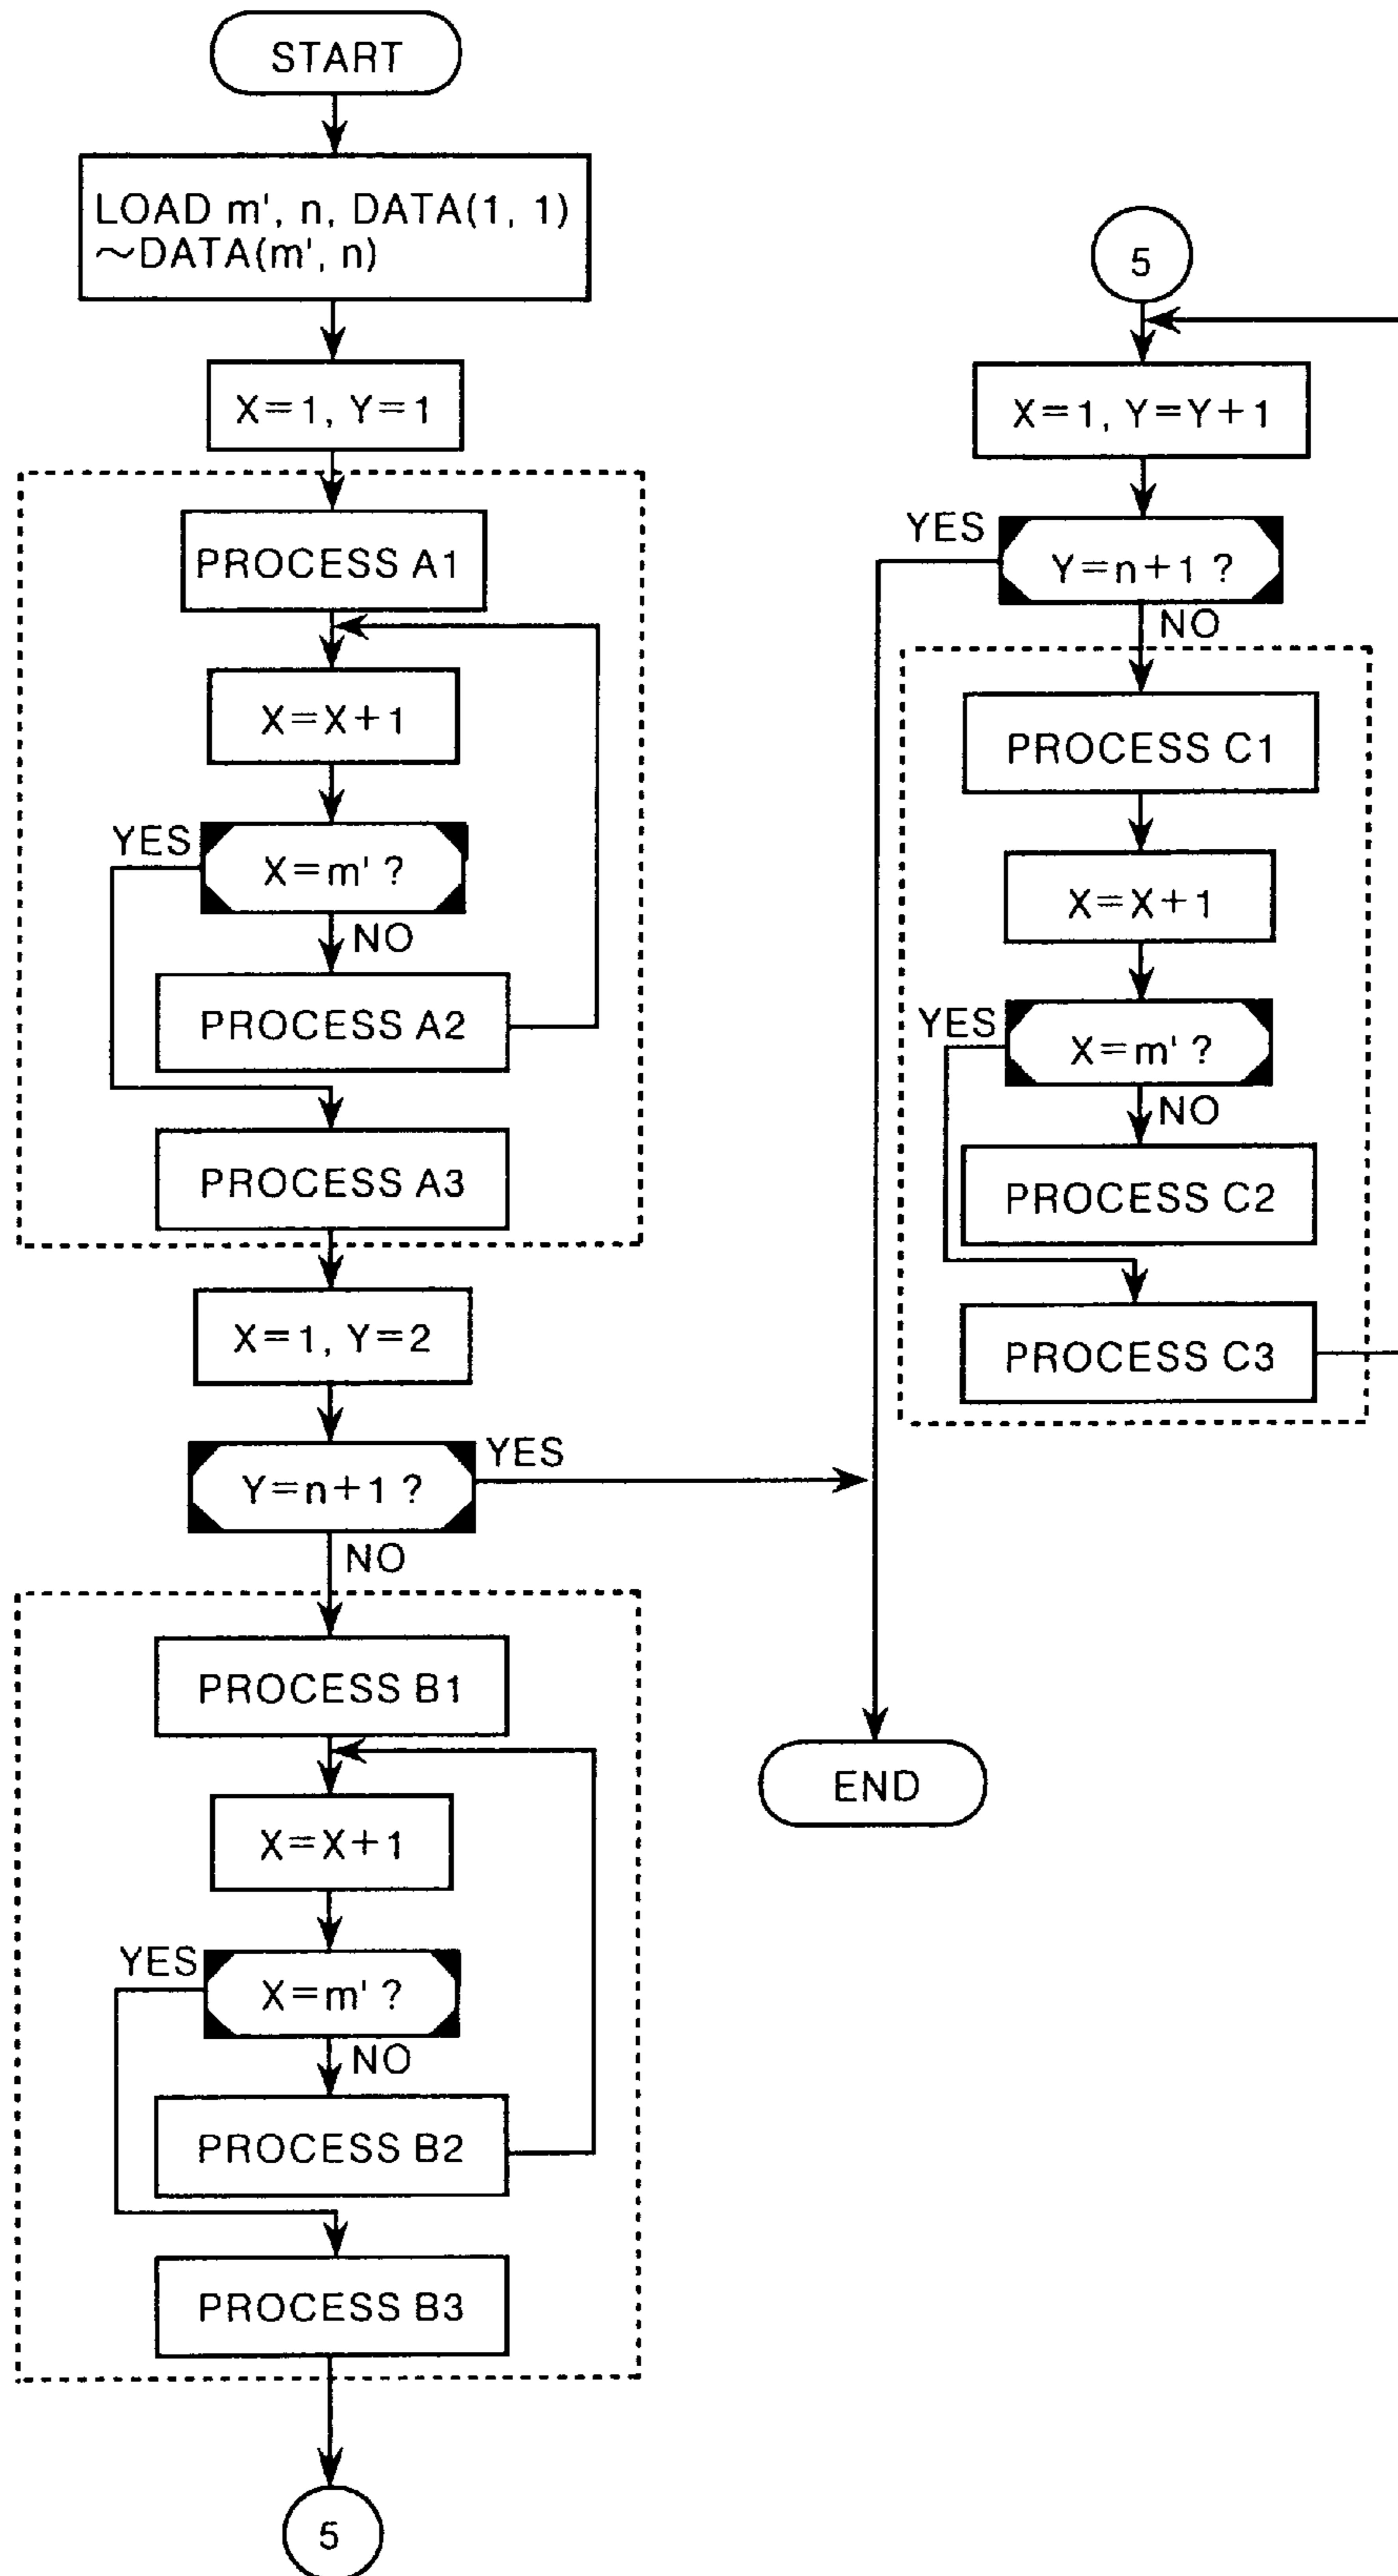 START
LOAD m', n, DATA(1, 1)
~DATA(m', n)
X=1, Y=1
PROCESS A1
X=X+1
YES
X=m' ?
NO
PROCESS A2
PROCESS A3
X=1, Y=2
YES
Y=n+1 ?
NO
PROCESS B1
X=X+1
YES
X=m' ?
NO
PROCESS B2
PROCESS B3
5
5
X=1, Y=Y+1
YES
Y=n+1 ?
NO
PROCESS C1
X=X+1
YES
X=m' ?
NO
PROCESS C2
PROCESS C3
END